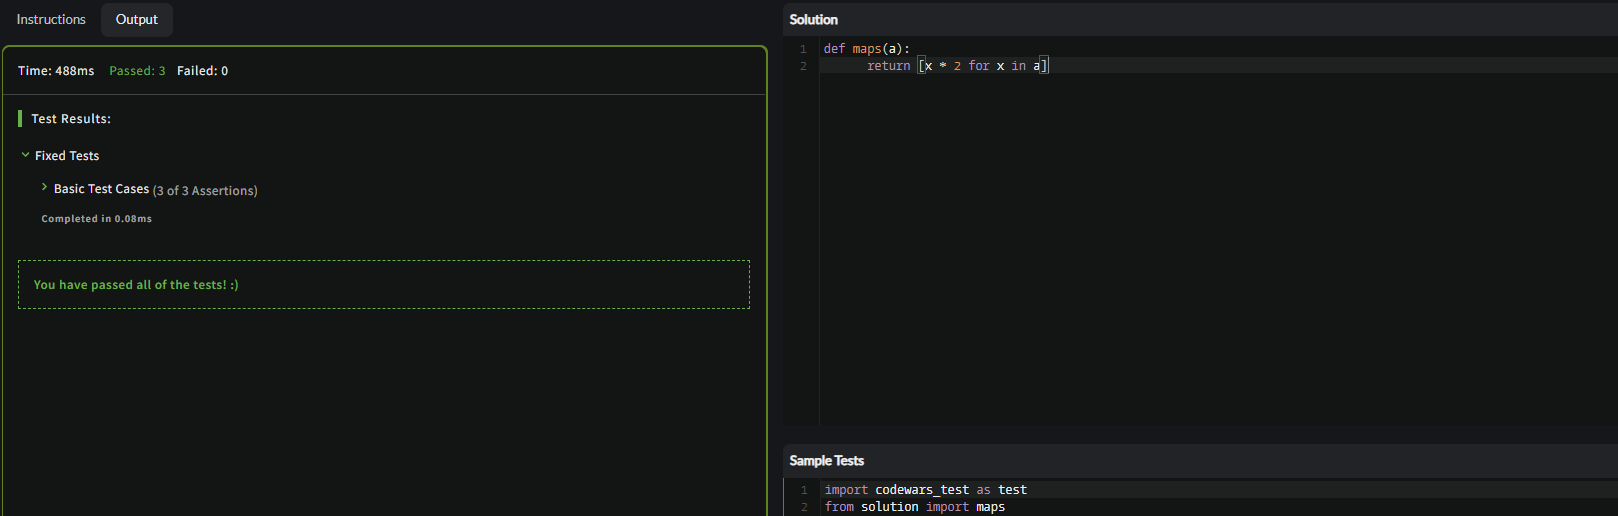 Instructions
Output
Time: 488ms Passed: 3 Failed: 0
Test Results:
Fixed Tests
Basic Test Cases (3 of 3 Assertions)
Completed in 0.08ms
You have passed all of the tests! :)
Solution
1 def maps(a):
2 return [x * 2 for x in a]
Sample Tests
1 import codewars_test as test
2 from solution import maps